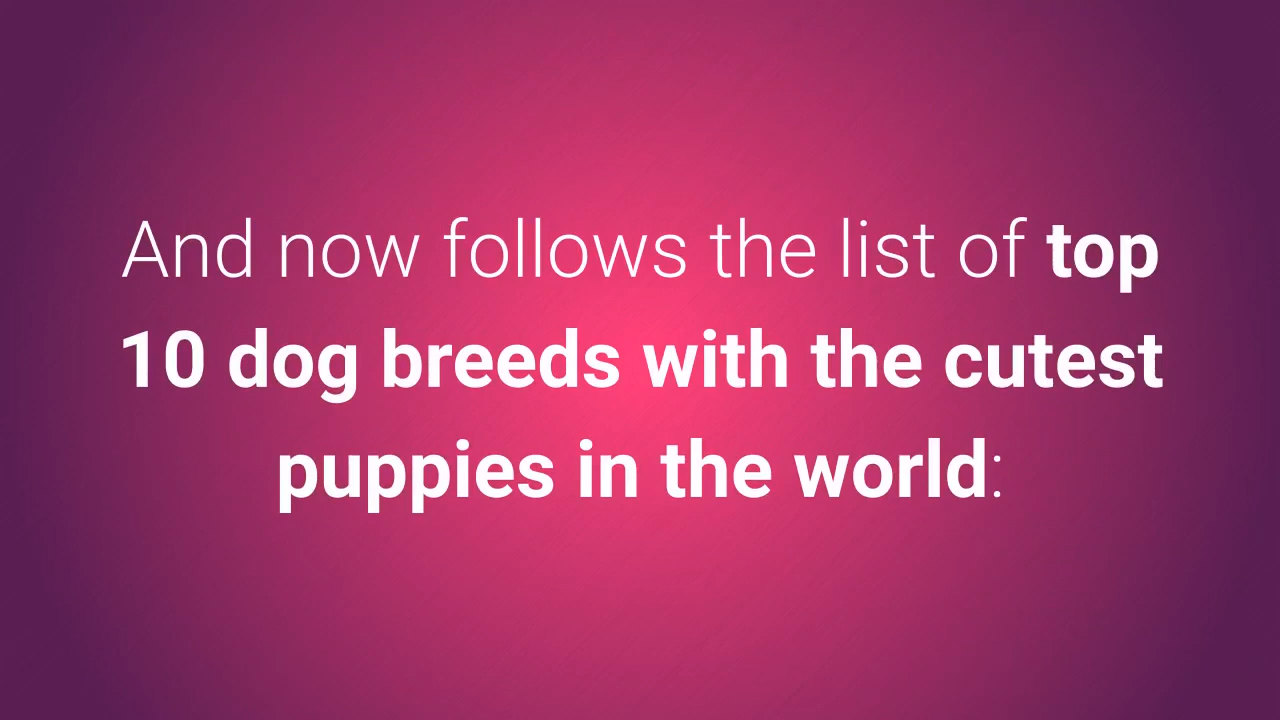 And now follows the list of top
10 dog breeds with the cutest
puppies in the world: